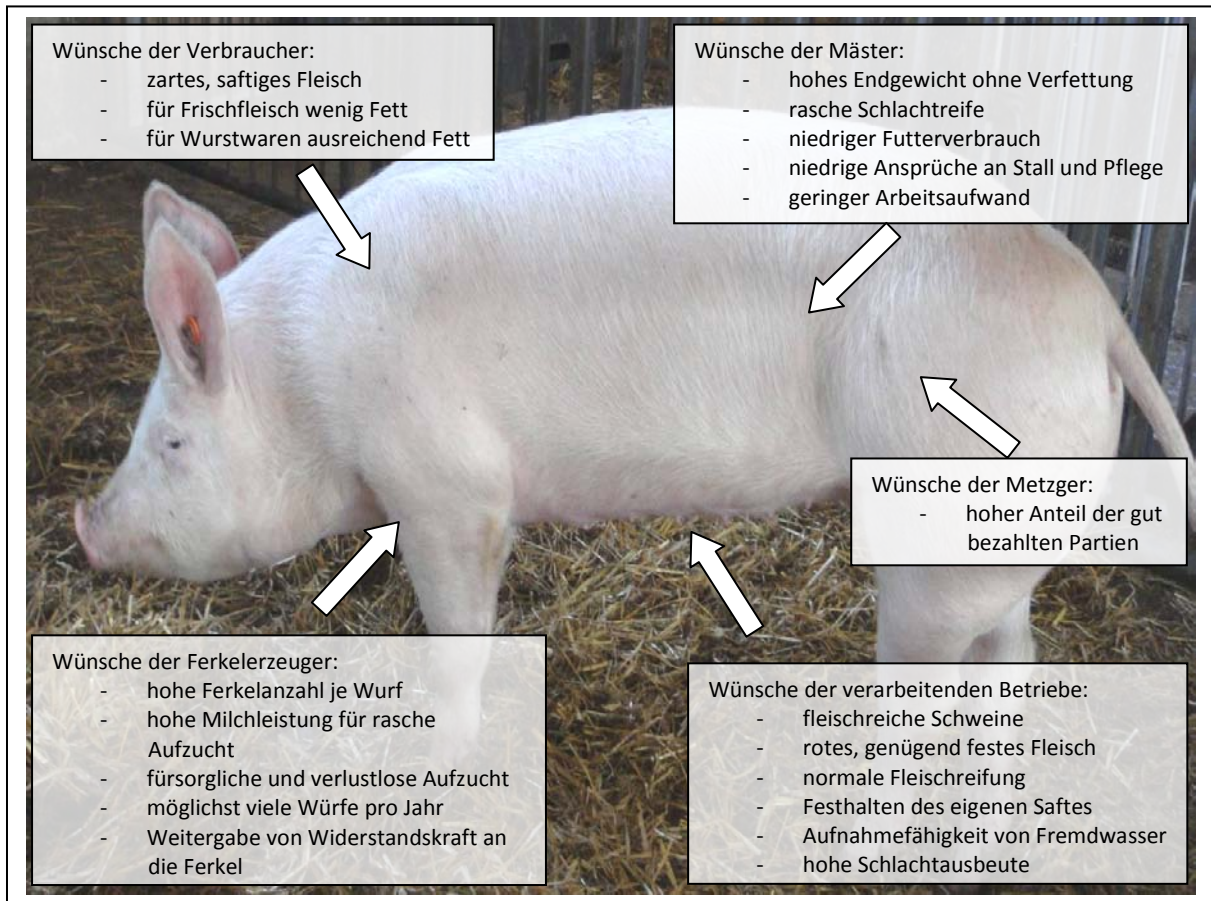 Wünsche der Verbraucher:
- zartes, saftiges Fleisch
- für Frischfleisch wenig Fett
- für Wurstwaren ausreichend Fett
Wünsche der Mäster:
- hohes Endgewicht ohne Verfettung
- rasche Schlachtreife
- niedriger Futterverbrauch
- niedrige Ansprüche an Stall und Pflege
- geringer Arbeitsaufwand
Wünsche der Metzger:
- hoher Anteil der gut
bezahlten Partien
Wünsche der Ferkelerzeuger:
- hohe Ferkelanzahl je Wurf
- hohe Milchleistung für rasche
Aufzucht
- fürsorgliche und verlustlose Aufzucht
- möglichst viele Würfe pro Jahr
- Weitergabe von Widerstandskraft an
die Ferkel
Wünsche der verarbeitenden Betriebe:
- fleischreiche Schweine
- rotes, genügend festes Fleisch
- normale Fleischreifung
- Festhalten des eigenen Saftes
- Aufnahmefähigkeit von Fremdwasser
- hohe Schlachtausbeute